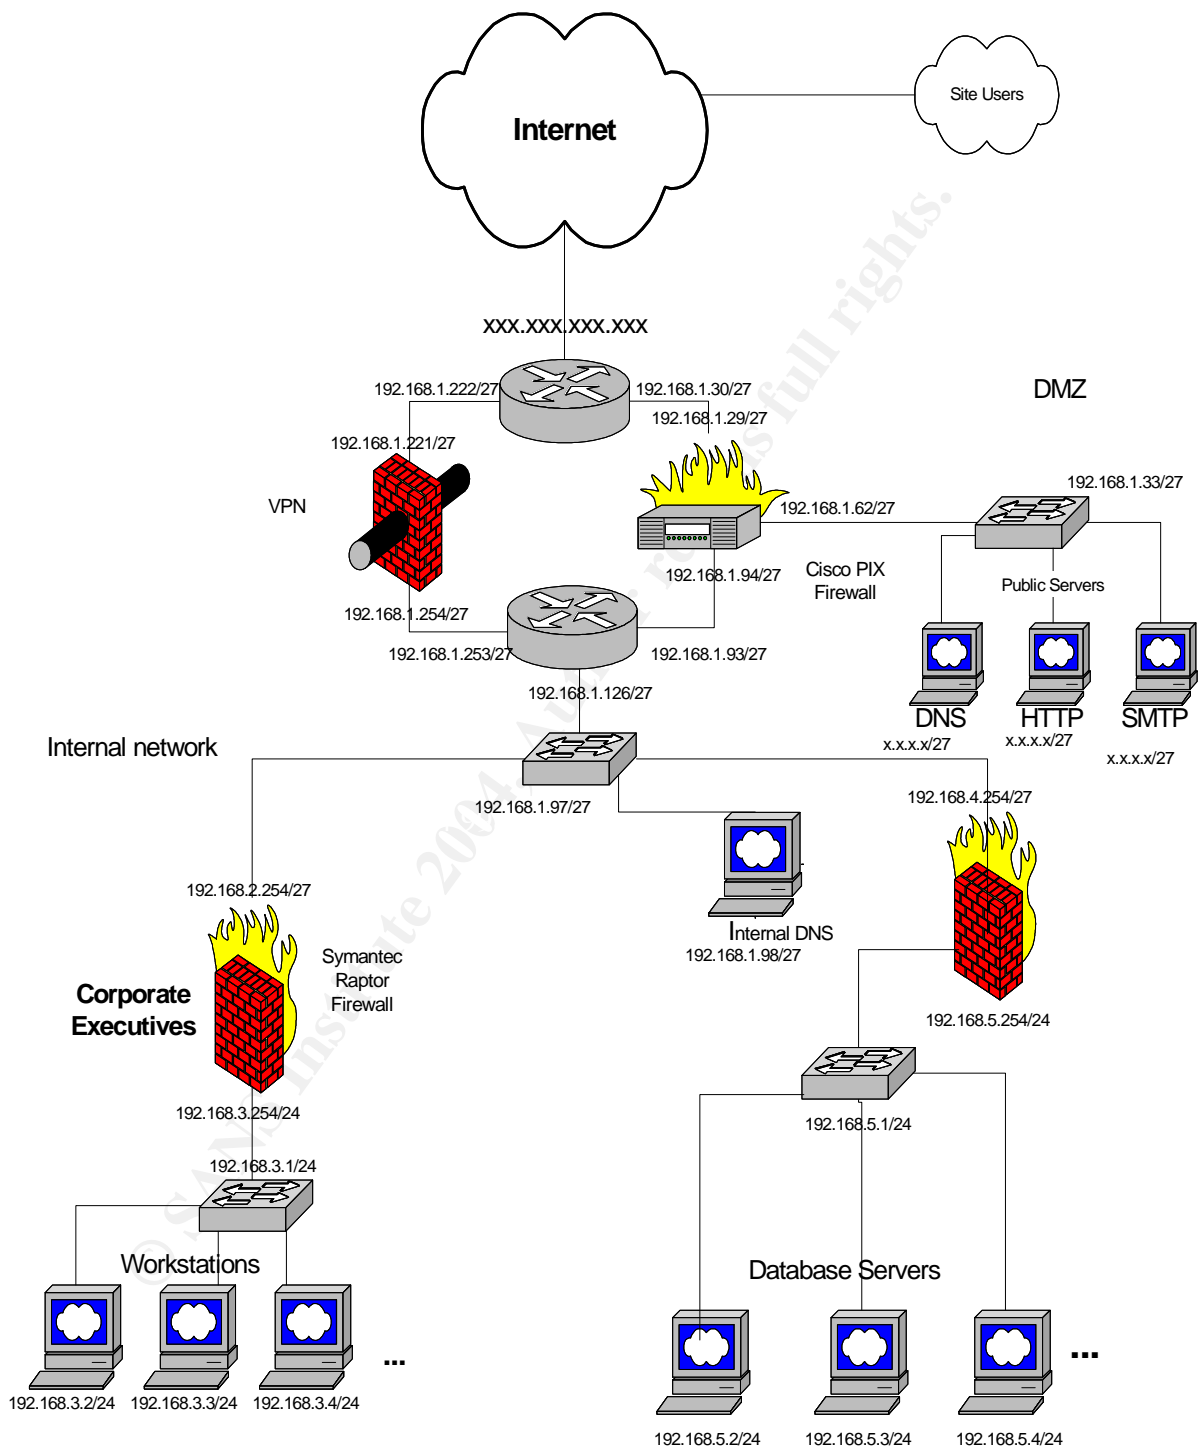 Internet
Site Users
xxx.xxx.xxx.xxx
192.168.1.222/27
192.168.1.30/27
192.168.1.29/27
DMZ
192.168.1.221/27
VPN
192.168.1.62/27
192.168.1.33/27
Cisco PIX
Firewall
192.168.1.94/27
Public Servers
192.168.1.254/27
192.168.1.253/27
192.168.1.93/27
192.168.1.126/27
DNS
HTTP
SMTP
x.x.x.x/27
x.x.x.x/27
x.x.x.x/27
Internal network
192.168.1.97/27
192.168.4.254/27
192.168.2.254/27
Internal DNS
192.168.1.98/27
Symantec
Raptor
Firewall
Corporate
Executives
192.168.5.254/24
192.168.3.254/24
192.168.5.1/24
192.168.3.1/24
Workstations
Database Servers
...
...
192.168.3.2/24
192.168.3.3/24
192.168.3.4/24
192.168.5.2/24
192.168.5.3/24
192.168.5.4/24
© SANS Institute 2004, Author retains full rights.